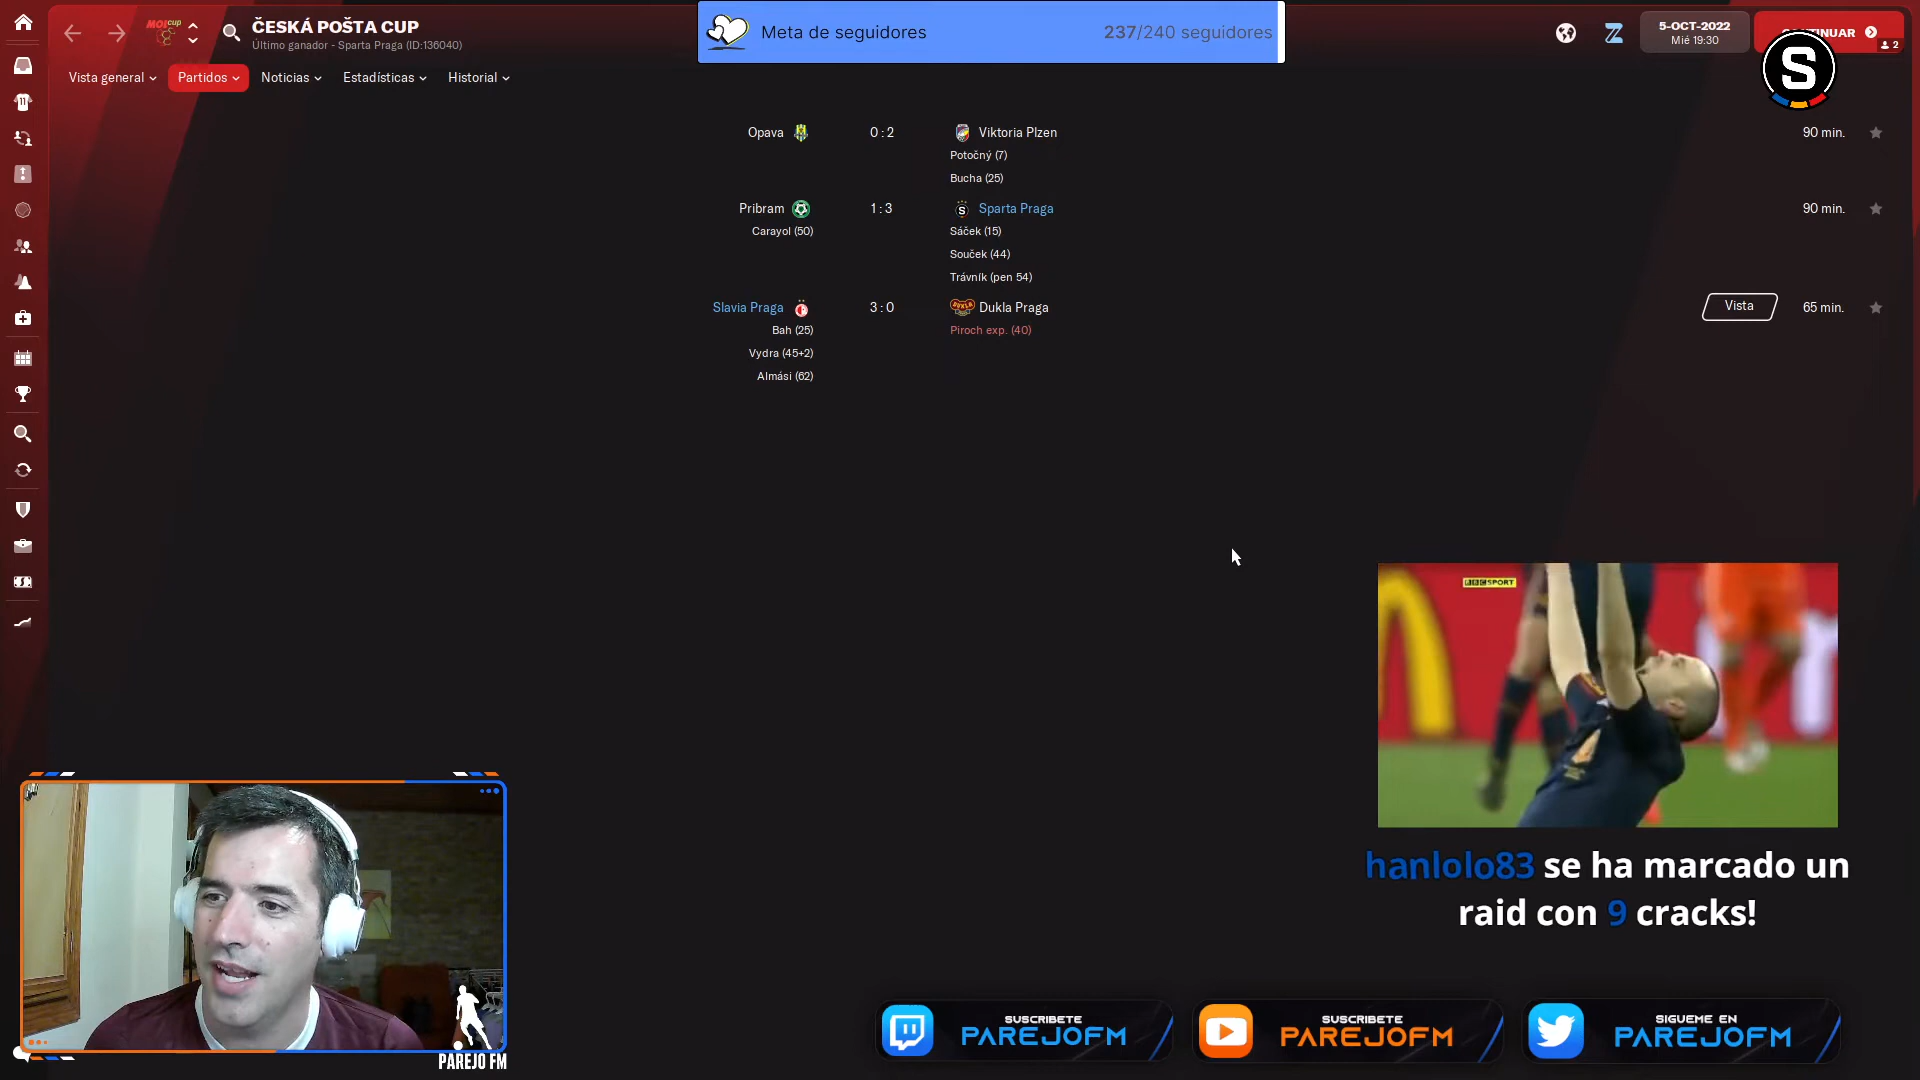 ČESKÁ POŠTA CUP
Último ganador - Sparta Praga (ID:136040)
Meta de seguidores
237/240 seguidores
5-OCT-2022
Mié 19:30
2
S
Vista general
Partidos
Noticias
Estadísticas
Historial
Opava
0 : 2
Viktoria Plzen
90 min.
Potočný (7)
Bucha (25)
Pribram
1 : 3
Sparta Praga
90 min.
Carayol (50)
Sáček (15)
Souček (44)
Trávník (pen 54)
Slavia Praga
3 : 0
Dukla Praga
Vista
65 min.
Bah (25)
Piroch exp. (40)
Vydra (45+2)
Almási (62)
BBC SPORT
hanlolo83 se ha marcado un
raid con 9 cracks!
PAREJO FM
SUSCRIBETE
PAREJOFM
SUSCRIBETE
PAREJOFM
SIGUEME EN
PAREJOFM